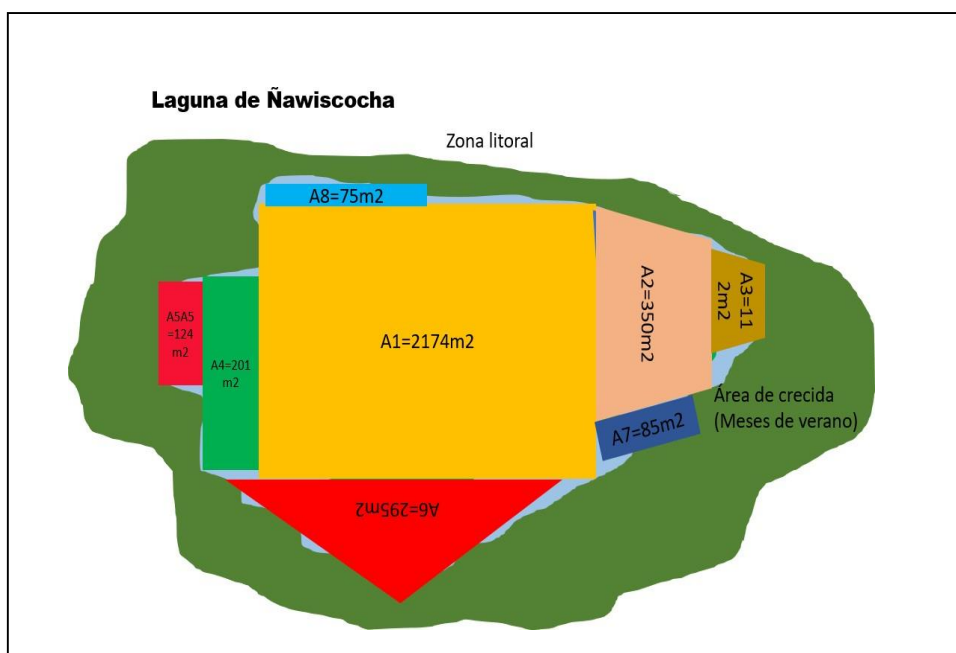 Laguna de Ñawiscocha
Zona litoral
A8=75m2
A5A5
=124
m2
A4=201
m2
A1=2174m2
A2=350m2
A3=11
2m2
Área de crecida
(Meses de verano)
A7=85m2
A6=295m2